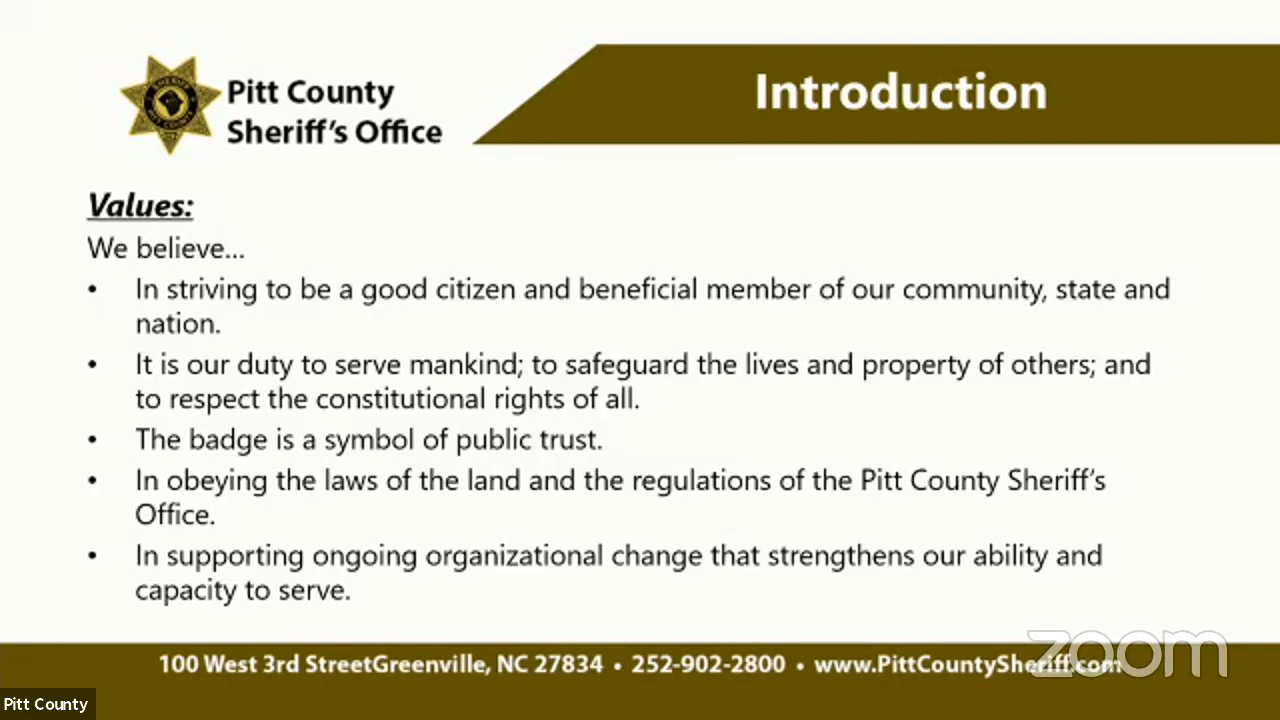 Pitt County
Sheriff's Office
Introduction
Values:
We believe...
• In striving to be a good citizen and beneficial member of our community, state and
nation.
• It is our duty to serve mankind; to safeguard the lives and property of others; and
to respect the constitutional rights of all.
• The badge is a symbol of public trust.
• In obeying the laws of the land and the regulations of the Pitt County Sheriff's
Office.
• In supporting ongoing organizational change that strengthens our ability and
capacity to serve.
100 West 3rd StreetGreenville, NC 27834 • 252-902-2800 • www.PittCountySheriff.com
zoom
Pitt County